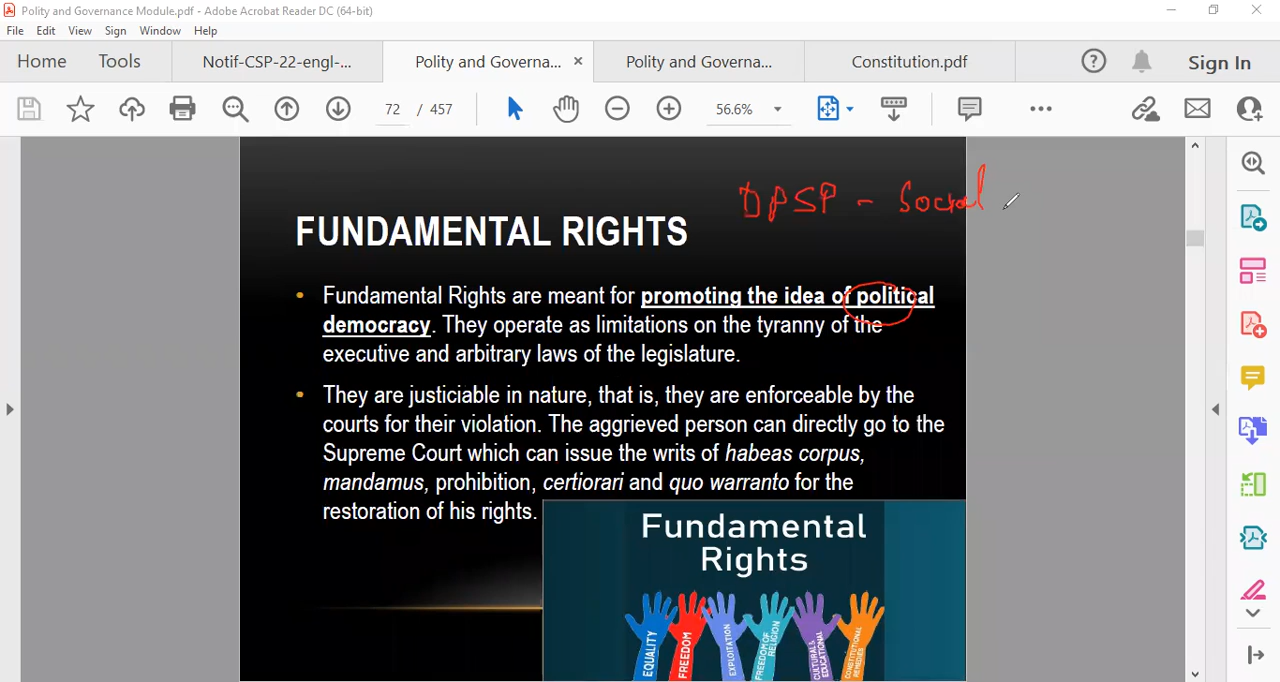 Polity and Governance Module.pdf - Adobe Acrobat Reader DC (64-bit)
File Edit View Sign Window Help
Home Tools Notif-CSP-22-engl-... Polity and Governa... × Polity and Governa... Constitution.pdf Sign In
72 / 457 56.6%
DPSP - Social
FUNDAMENTAL RIGHTS
• Fundamental Rights are meant for promoting the idea of political
democracy. They operate as limitations on the tyranny of the
executive and arbitrary laws of the legislature.
• They are justiciable in nature, that is, they are enforceable by the
courts for their violation. The aggrieved person can directly go to the
Supreme Court which can issue the writs of habeas corpus,
mandamus, prohibition, certiorari and quo warranto for the
restoration of his rights.
Fundamental
Rights
EQUALITY
FREEDOM
EXPLOITATION
FREEDOM OF
RELIGION
CULTURAL &
EDUCATIONAL
CONSTITUTIONAL
REMEDIES